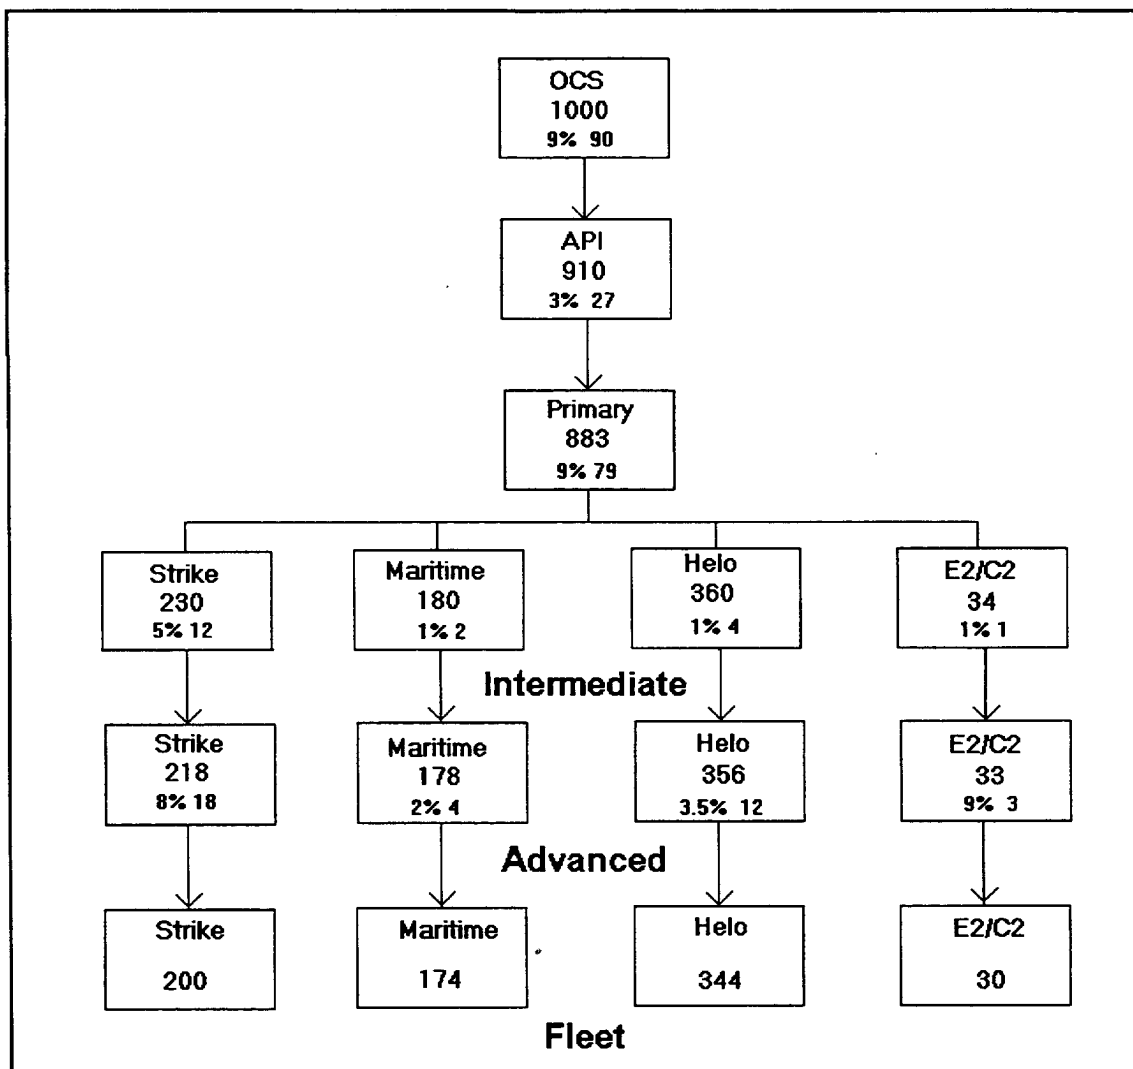 OCS
1000
9% 90
API
910
3% 27
Primary
883
9% 79
Strike
230
5% 12
Maritime
180
1% 2
Helo
360
1% 4
E2/C2
34
1% 1
Intermediate
Strike
218
8% 18
Maritime
178
2% 4
Helo
356
3.5% 12
E2/C2
33
9% 3
Advanced
Strike
200
Maritime
174
Helo
344
E2/C2
30
Fleet